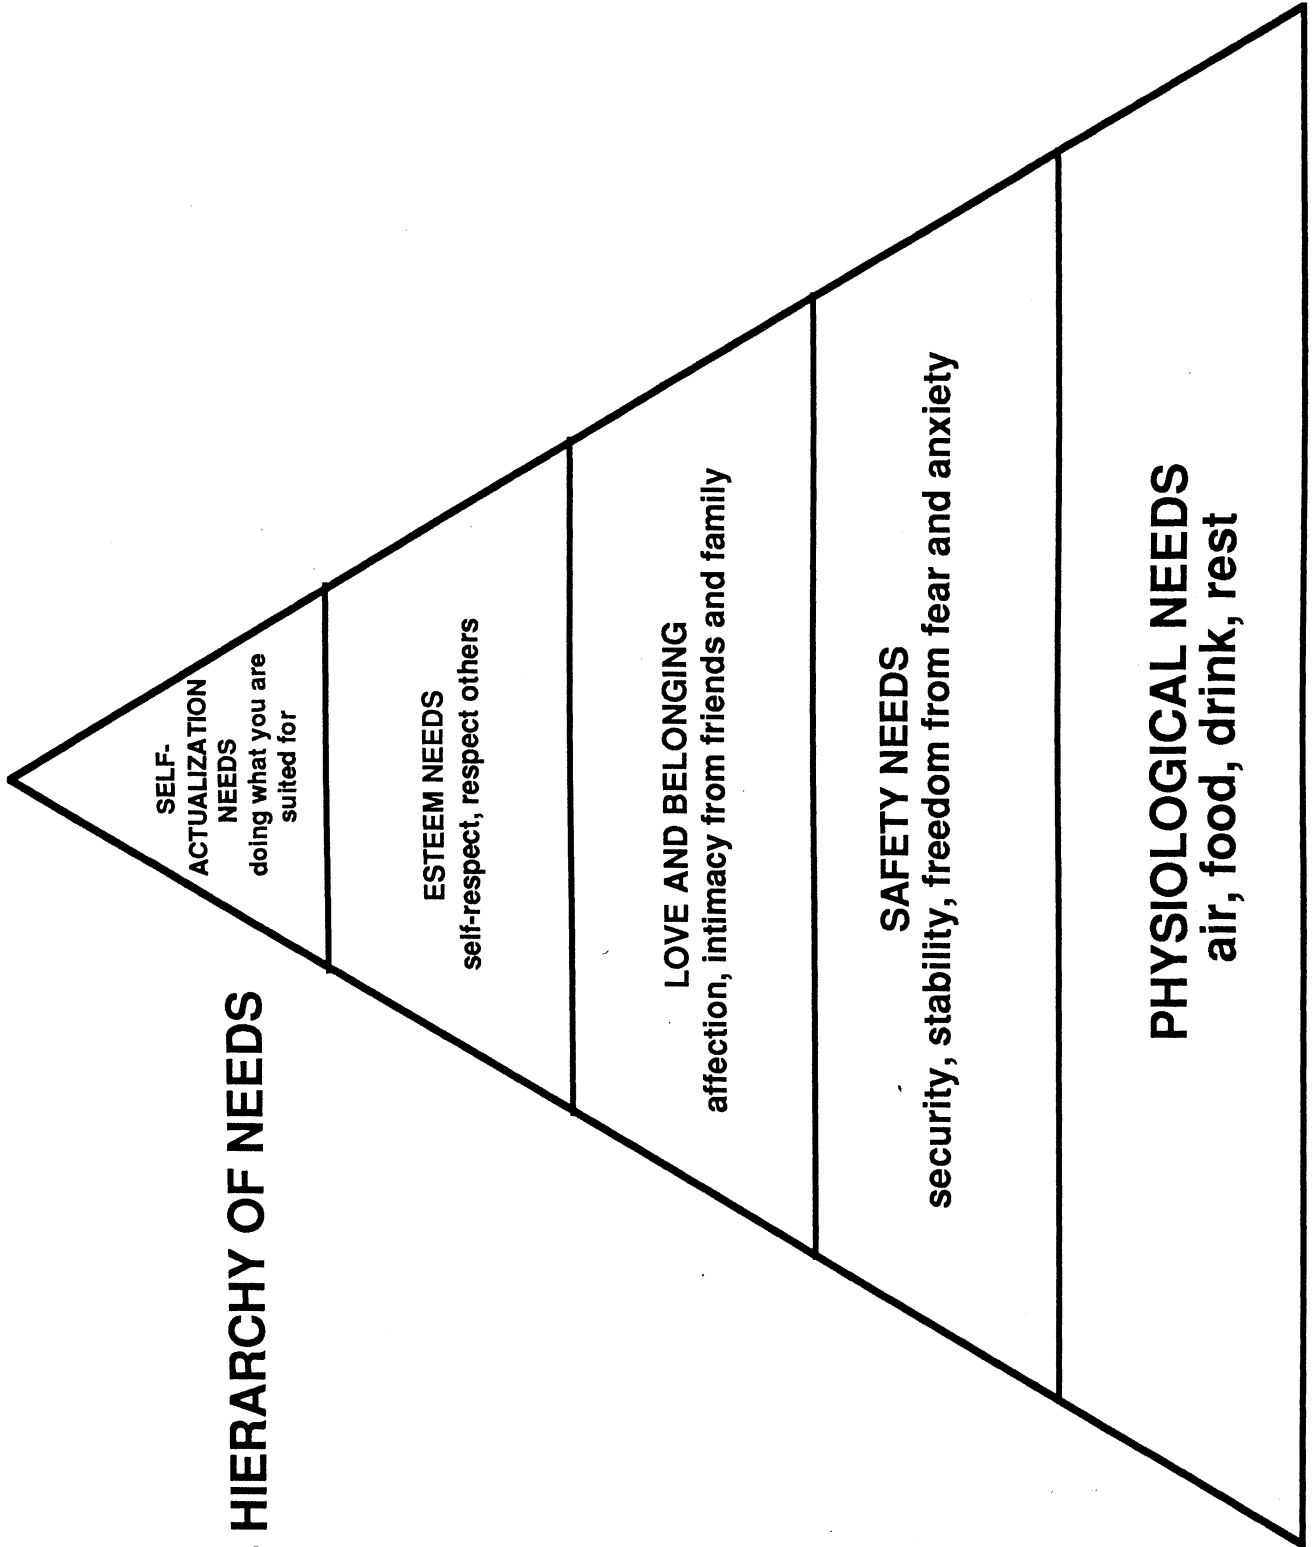 HIERARCHY OF NEEDS
SELF-
ACTUALIZATION
NEEDS
doing what you are
suited for
ESTEEM NEEDS
self-respect, respect others
LOVE AND BELONGING
affection, intimacy from friends and family
SAFETY NEEDS
security, stability, freedom from fear and anxiety
PHYSIOLOGICAL NEEDS
air, food, drink, rest